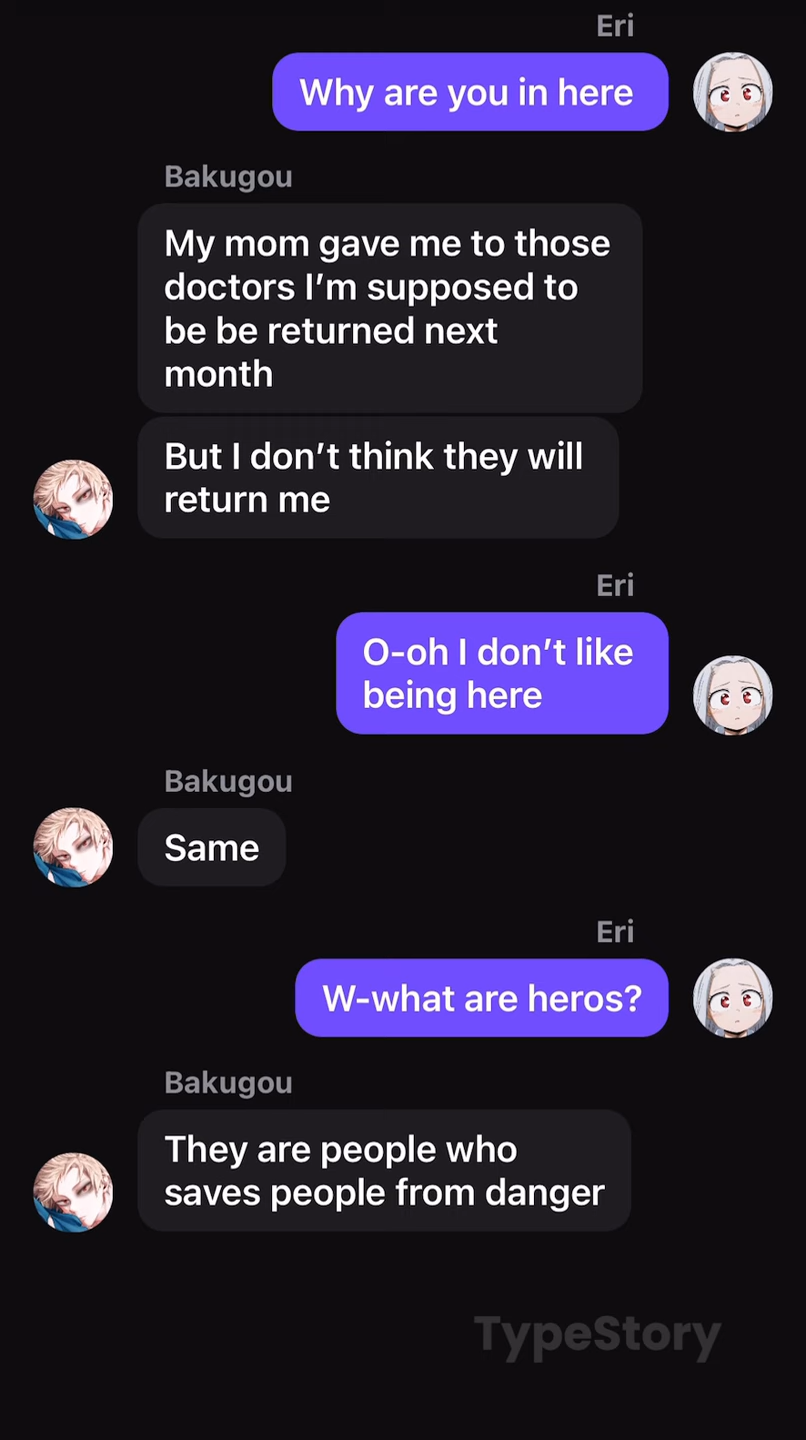 Eri
Why are you in here
Bakugou
My mom gave me to those
doctors I’m supposed to
be be returned next
month
But I don’t think they will
return me
Eri
O-oh I don’t like
being here
Bakugou
Same
Eri
W-what are heros?
Bakugou
They are people who
saves people from danger
TypeStory